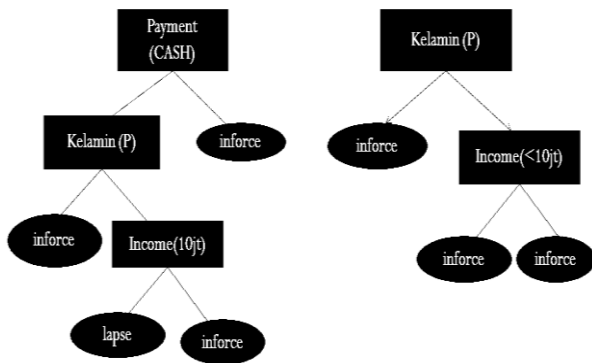 Payment
(CASH)
Kelamin (P)
inforce
inforce
Income(10jt)
lapse
inforce
Kelamin (P)
inforce
Income(<10jt)
inforce
inforce